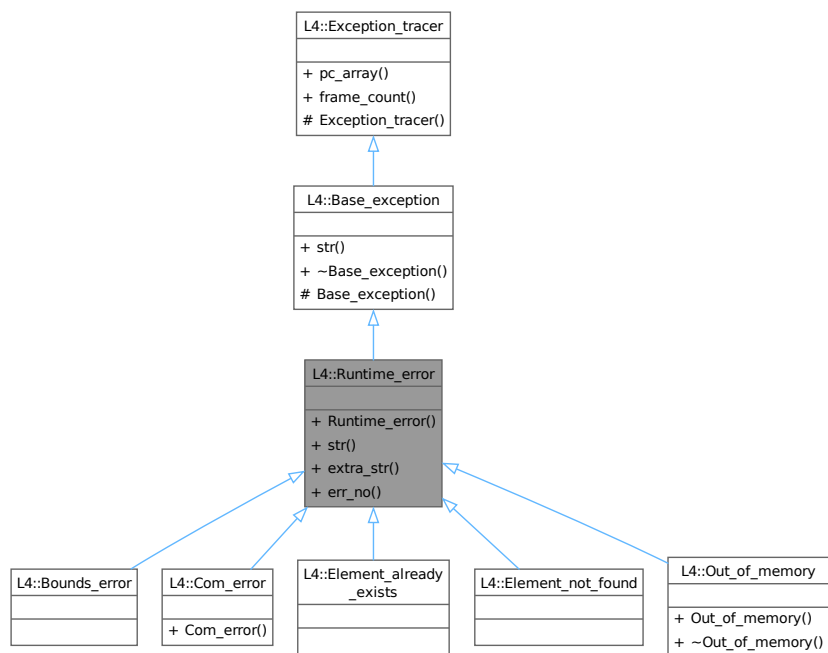 L4::Exception_tracer
+ pc_array()
+ frame_count()
# Exception_tracer()
L4::Base_exception
+ str()
+ ~Base_exception()
# Base_exception()
L4::Runtime_error
+ Runtime_error()
+ str()
+ extra_str()
+ err_no()
L4::Bounds_error
L4::Com_error
+ Com_error()
L4::Element_already
_exists
L4::Element_not_found
L4::Out_of_memory
+ Out_of_memory()
+ ~Out_of_memory()